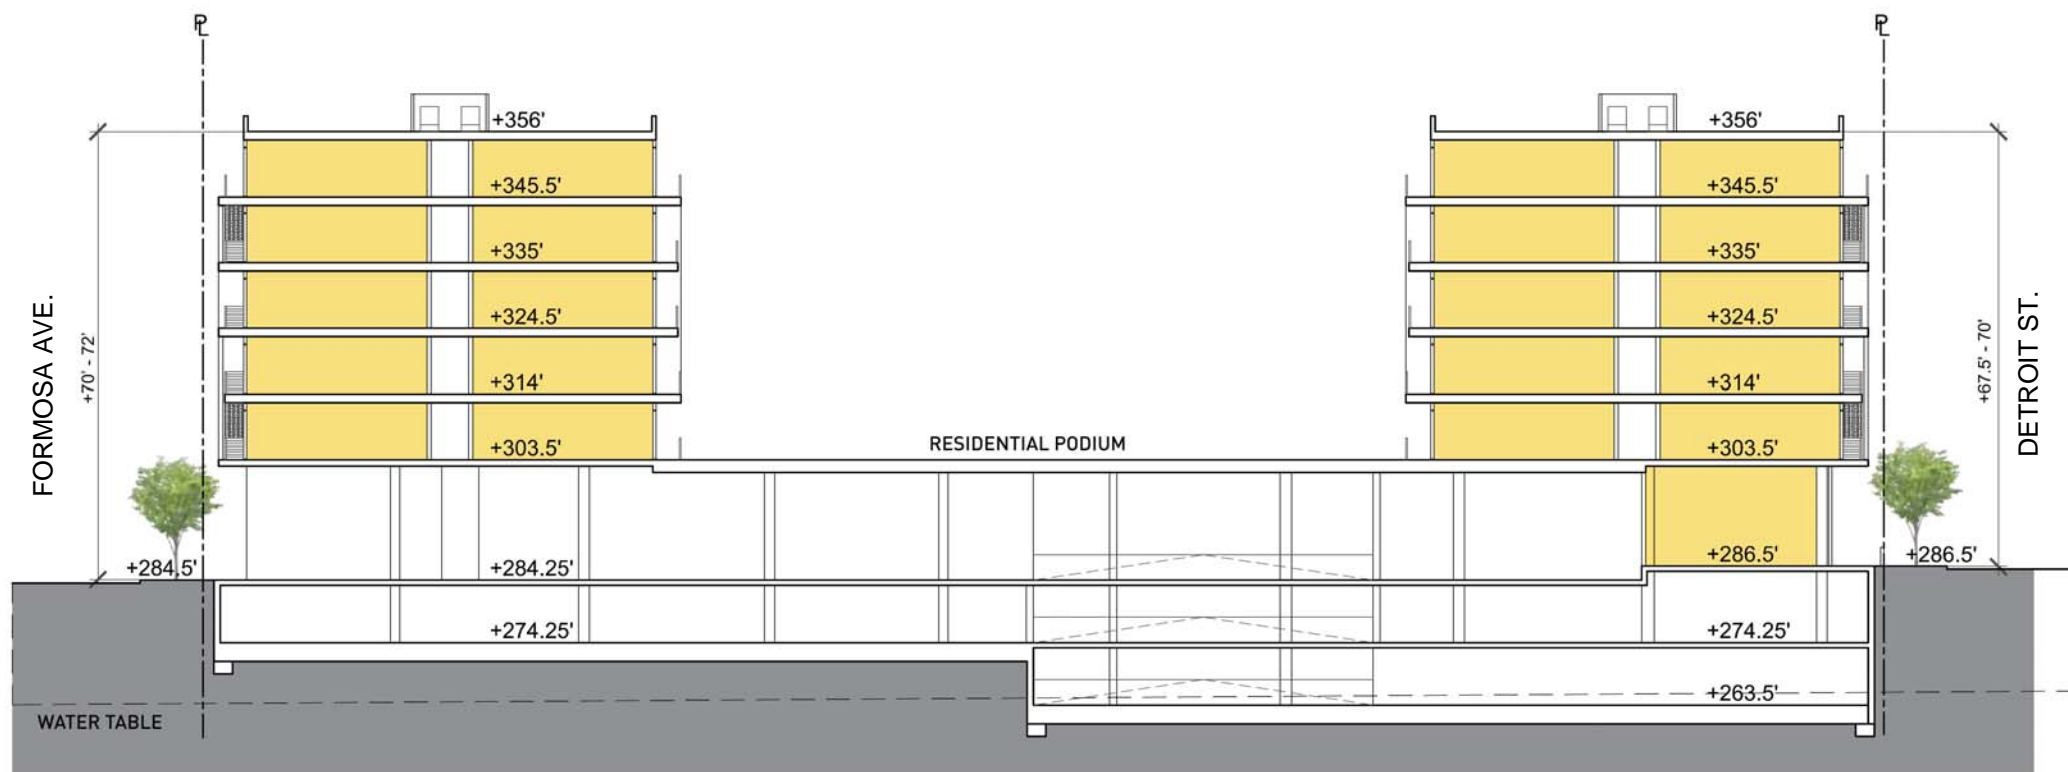 PL
PL
+356'
+356'
+345.5'
+345.5'
+335'
+335'
+324.5'
+324.5'
+314'
+314'
+303.5'
+303.5'
RESIDENTIAL PODIUM
FORMOSA AVE.
+70' - 72'
+67.5' - 70'
DETROIT ST.
+284.5'
+284.25'
+286.5'
+286.5'
+274.25'
+274.25'
+263.5'
WATER TABLE